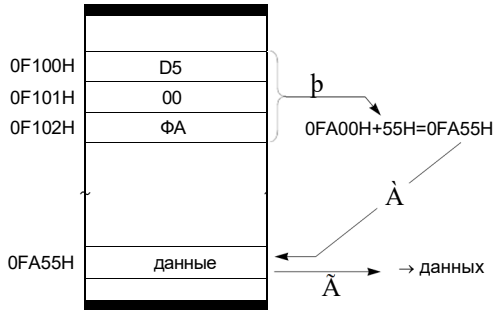 0F100H D5
0F101H 00 þ
0F102H ФА 0FA00H+55H=0FA55H
~ ~
À
0FA55H данные → данных
Ã